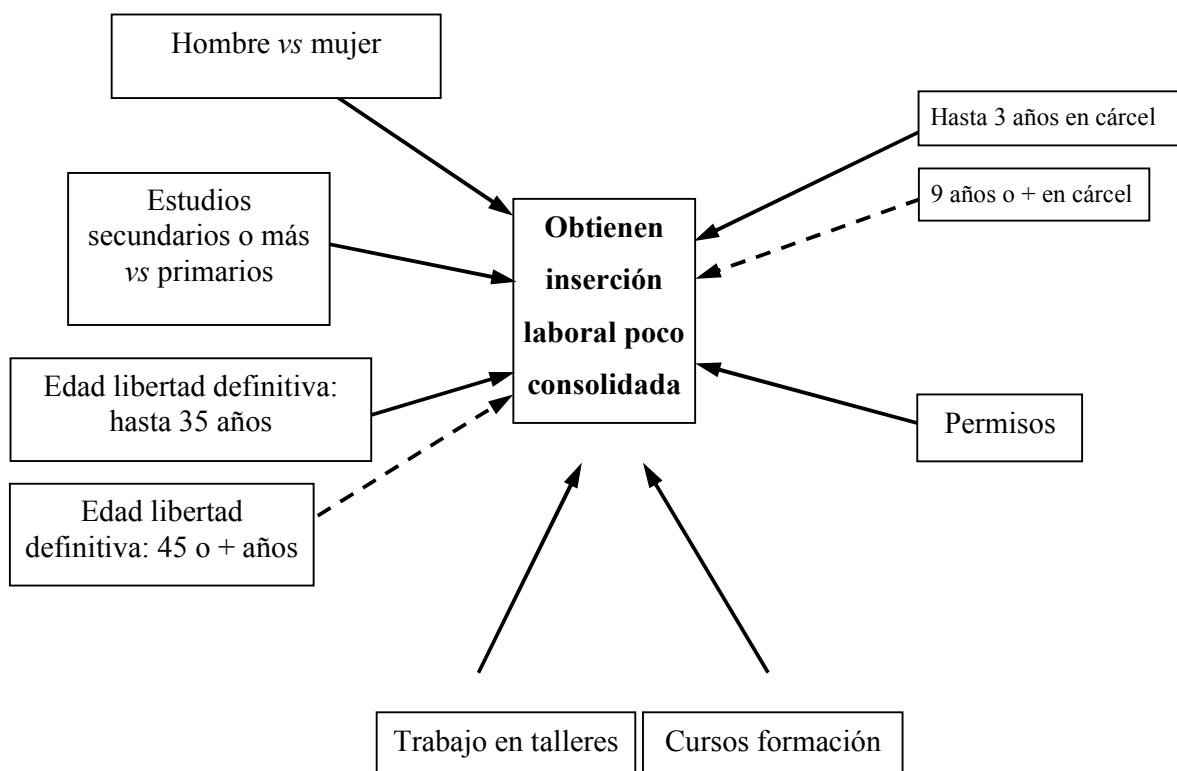 Hombre vs mujer
Estudios
secundarios o más
vs primarios
Edad libertad definitiva:
hasta 35 años
Edad libertad
definitiva: 45 o + años
Obtienen
inserción
laboral poco
consolidada
Hasta 3 años en cárcel
9 años o + en cárcel
Permisos
Trabajo en talleres
Cursos formación